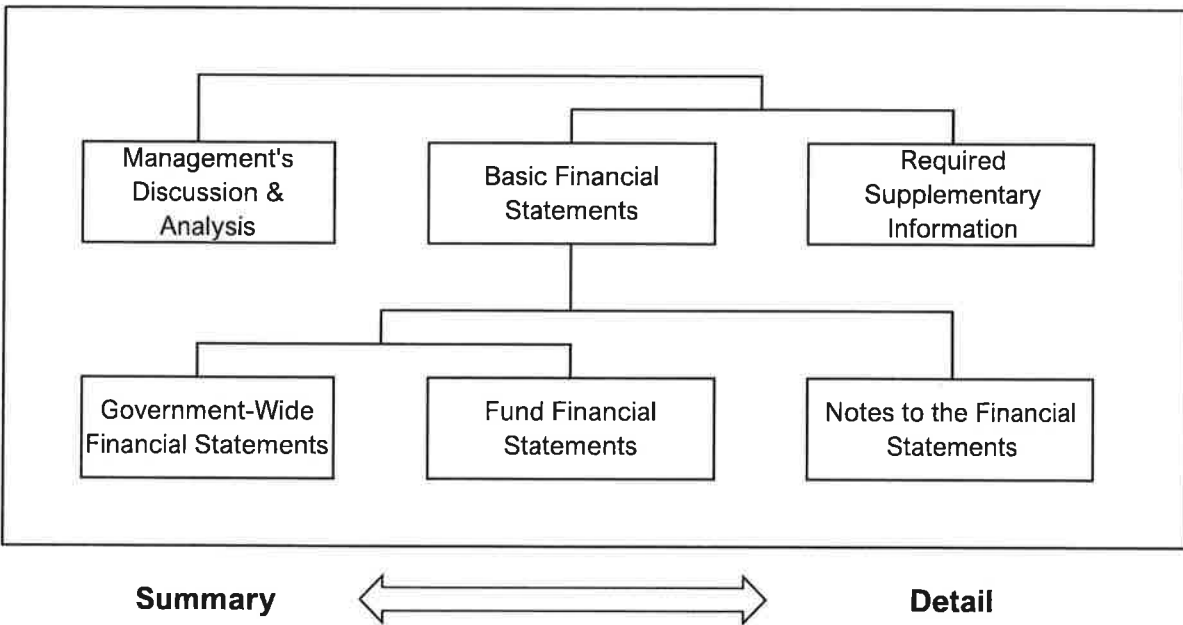 Management's
Discussion &
Analysis
Basic Financial
Statements
Required
Supplementary
Information
Government-Wide
Financial Statements
Fund Financial
Statements
Notes to the Financial
Statements
Summary
Detail